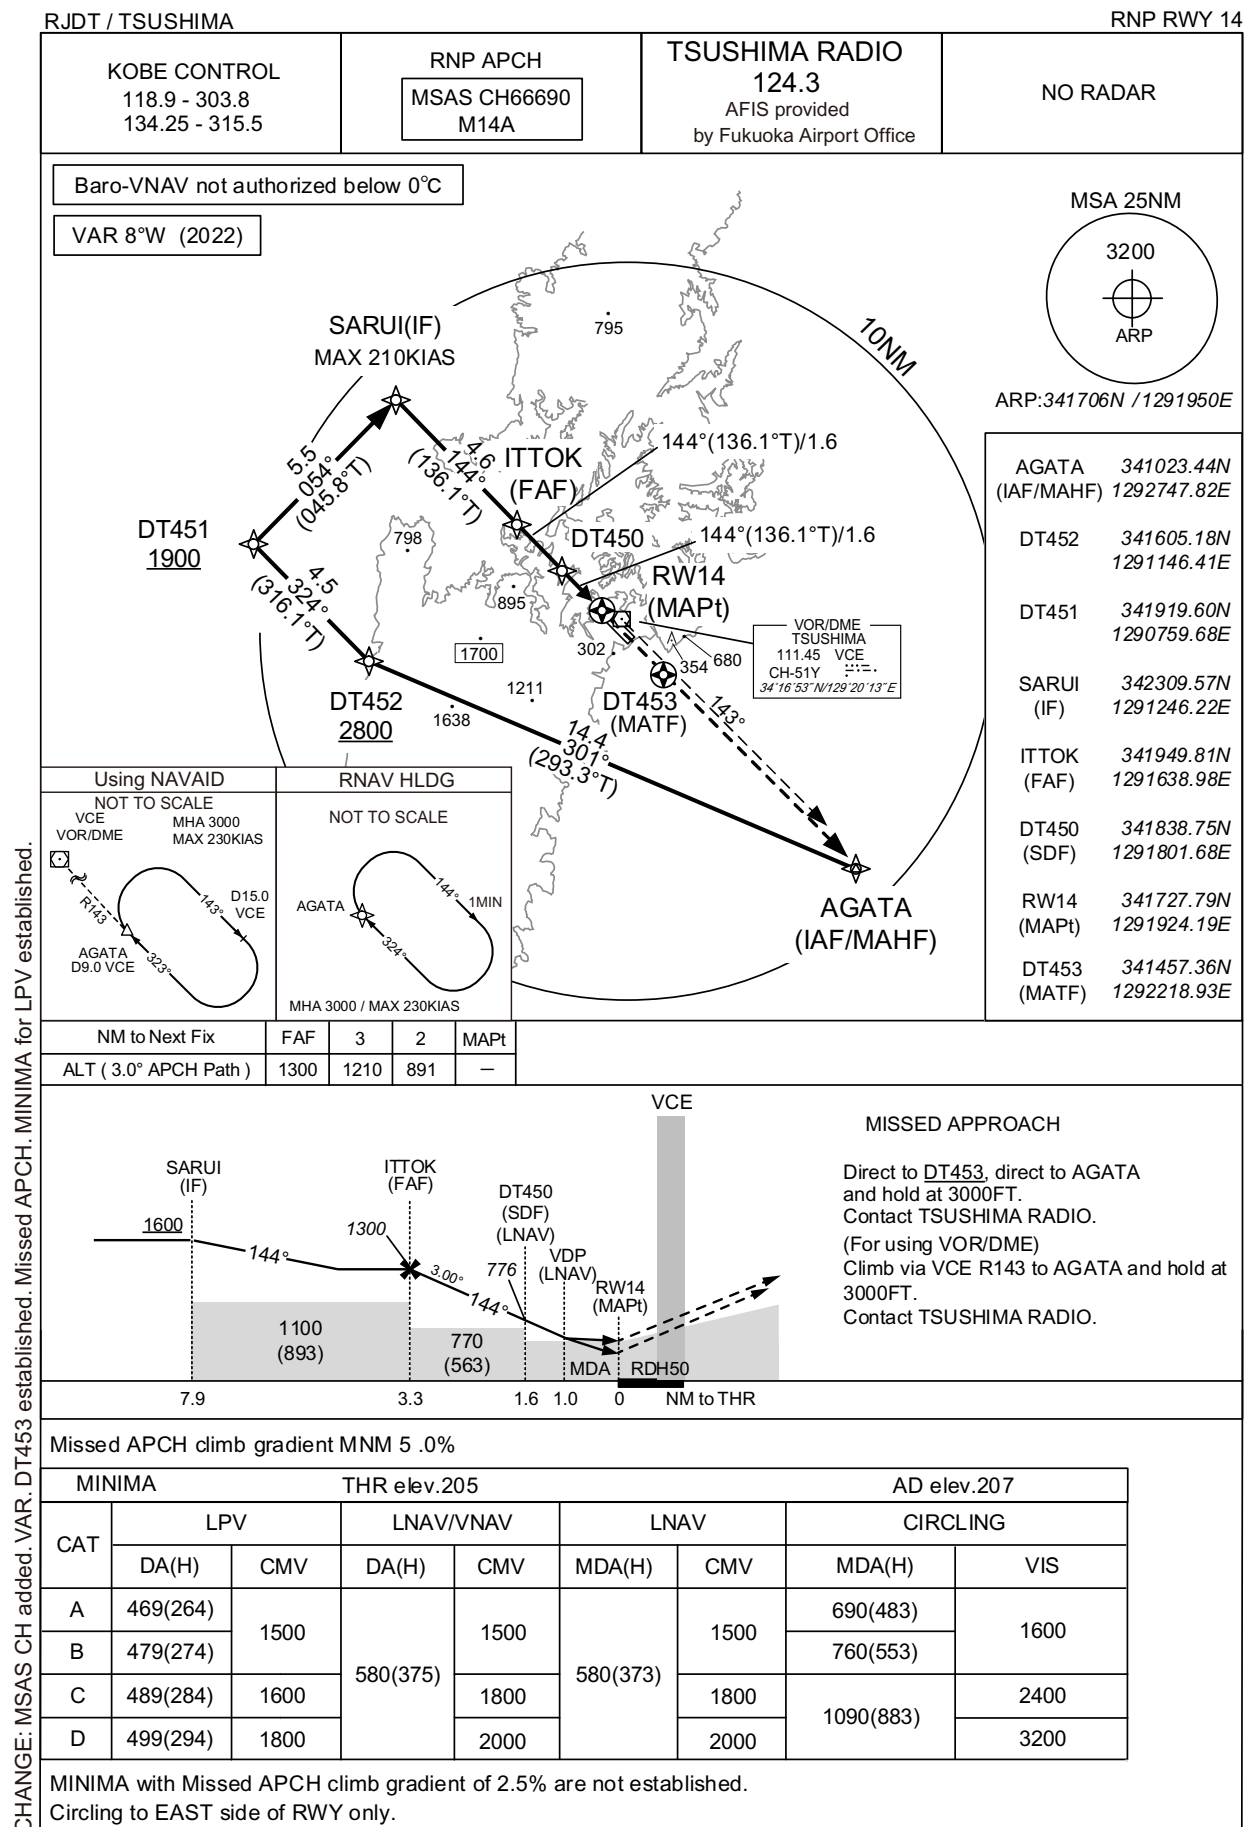 RJDT / TSUSHIMA
RNP RWY 14
KOBE CONTROL
118.9 - 303.8
134.25 - 315.5
RNP APCH
MSAS CH66690
M14A
TSUSHIMA RADIO
124.3
AFIS provided
by Fukuoka Airport Office
NO RADAR
Baro-VNAV not authorized below 0°C
VAR 8°W (2022)
MSA 25NM
3200
ARP
ARP:341706N /1291950E
10NM
795
SARUI(IF)
MAX 210KIAS
5.5
054°
(045.8°T)
4.6
144°
(136.1°T)
ITTOK
(FAF)
144°(136.1°T)/1.6
DT451
1900
798
DT450
144°(136.1°T)/1.6
4.5
324°
(316.1°T)
895
RW14
(MAPt)
1700
302
VOR/DME
TSUSHIMA
111.45 VCE
CH-51Y
34°16'53"N/129°20'13"E
354
680
DT452
2800
1638
1211
DT453
(MATF)
143°
14.4
301°
(293.3°T)
AGATA
(IAF/MAHF)
AGATA 341023.44N
(IAF/MAHF) 1292747.82E
DT452 341605.18N
1291146.41E
DT451 341919.60N
1290759.68E
SARUI 342309.57N
(IF) 1291246.22E
ITTOK 341949.81N
(FAF) 1291638.98E
DT450 341838.75N
(SDF) 1291801.68E
RW14 341727.79N
(MAPt) 1291924.19E
DT453 341457.36N
(MATF) 1292218.93E
Using NAVAID
NOT TO SCALE
VCE
VOR/DME
MHA 3000
MAX 230KIAS
R143
143°
D15.0
VCE
AGATA
D9.0 VCE
323°
RNAV HLDG
NOT TO SCALE
AGATA
144°
1MIN
324°
MHA 3000 / MAX 230KIAS
NM to Next Fix FAF 3 2 MAPt
ALT ( 3.0° APCH Path ) 1300 1210 891 —
VCE
SARUI
(IF)
ITTOK
(FAF)
DT450
(SDF)
(LNAV)
VDP
(LNAV)
RW14
(MAPt)
1600
144°
1300
3.00°
144°
776
1100
(893)
770
(563)
MDA
RDH50
7.9 3.3 1.6 1.0 0 NM to THR
MISSED APPROACH
Direct to DT453, direct to AGATA
and hold at 3000FT.
Contact TSUSHIMA RADIO.
(For using VOR/DME)
Climb via VCE R143 to AGATA and hold at
3000FT.
Contact TSUSHIMA RADIO.
Missed APCH climb gradient MNM 5 .0%
MINIMA THR elev.205 AD elev.207
CAT LPV LNAV/VNAV LNAV CIRCLING
DA(H) CMV DA(H) CMV MDA(H) CMV MDA(H) VIS
A 469(264) 1500 580(375) 1500 580(373) 1500 690(483) 1600
B 479(274) 760(553)
C 489(284) 1600 1800 1800 1090(883) 2400
D 499(294) 1800 2000 2000 3200
MINIMA with Missed APCH climb gradient of 2.5% are not established.
Circling to EAST side of RWY only.
CHANGE: MSAS CH added. VAR. DT453 established. Missed APCH. MINIMA for LPV established.